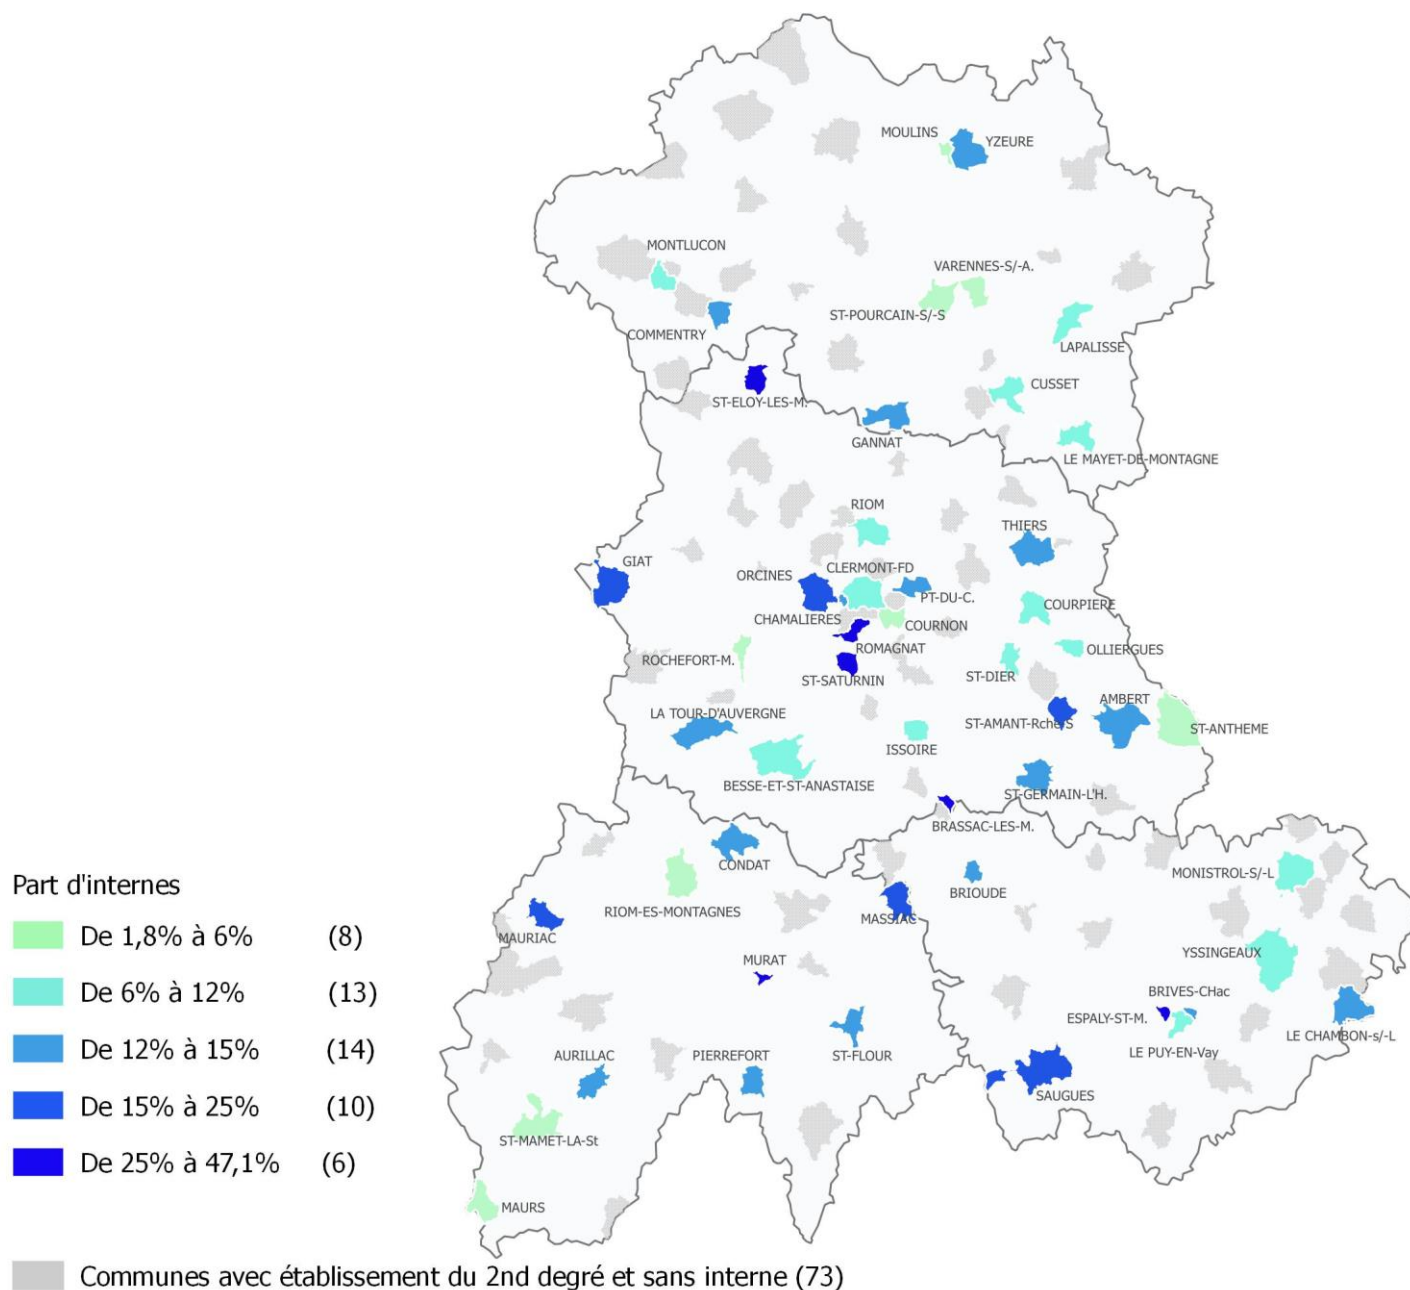 MOULINS
YZEURE
MONTLUCON
VARENNES-S/-A.
ST-POURCAIN-S/-S
COMMENTRY
LAPALISSE
CUSSET
ST-ELOY-LES-M.
GANNAT
LE MAYET-DE-MONTAGNE
RIOM
THIERS
GIAT
ORCINES
CLERMONT-FD
PT-DU-C.
COURPIERE
CHAMALIERES
COURNON
ROMAGNAT
OLLIERGUES
ROCHEFORT-M.
ST-SATURNIN
ST-DIER
AMBERT
LA TOUR-D'AUVERGNE
ST-AMANT-RcheS
ST-ANTHEME
ISSOIRE
BESSE-ET-ST-ANASTAISE
ST-GERMAIN-L'H.
BRASSAC-LES-M.
CONDAT
MONISTROL-S/-L
BRIOUDE
RIOM-ES-MONTAGNES
MASSIAC
MAURIAC
YSSINGEAUX
MURAT
BRIVES-CHac
ESPALY-ST-M.
LE CHAMBON-s/-L
LE PUY-EN-Vay
AURILLAC
PIERREFORT
ST-FLOUR
SAUGUES
ST-MAMET-LA-St
MAURS
Part d'internes
De 1,8% à 6% (8)
De 6% à 12% (13)
De 12% à 15% (14)
De 15% à 25% (10)
De 25% à 47,1% (6)
Communes avec établissement du 2nd degré et sans interne (73)